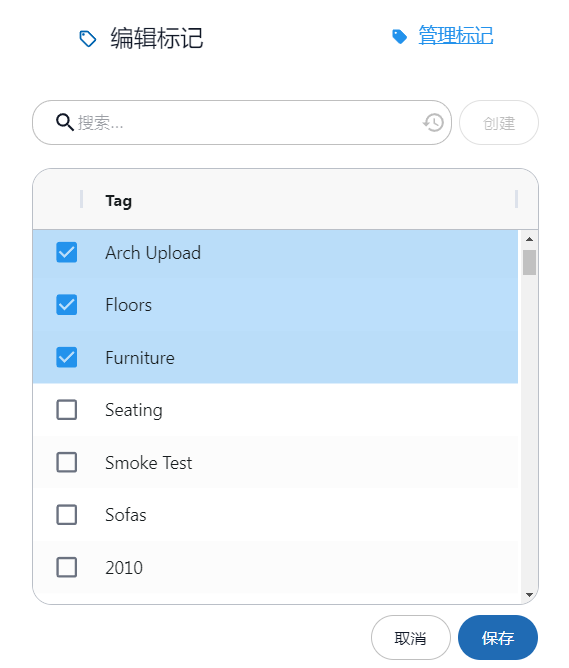 编辑标记
管理标记
搜索...
创建
Tag
Arch Upload
Floors
Furniture
Seating
Smoke Test
Sofas
2010
取消
保存